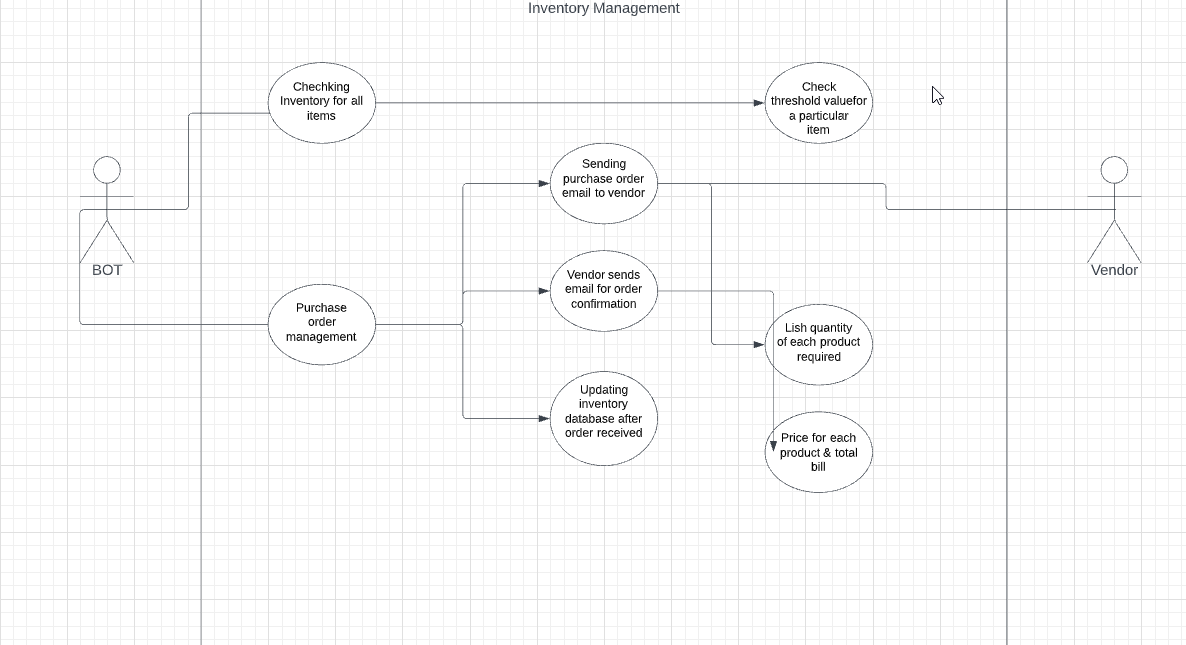 Inventory Management
Chechking
Inventory for all
items
Check
threshold valuefor
a particular
item
Sending
purchase order
email to vendor
BOT
Vendor
Vendor sends
email for order
confirmation
Purchase
order
management
Lish quantity
of each product
required
Updating
inventory
database after
order received
Price for each
product & total
bill